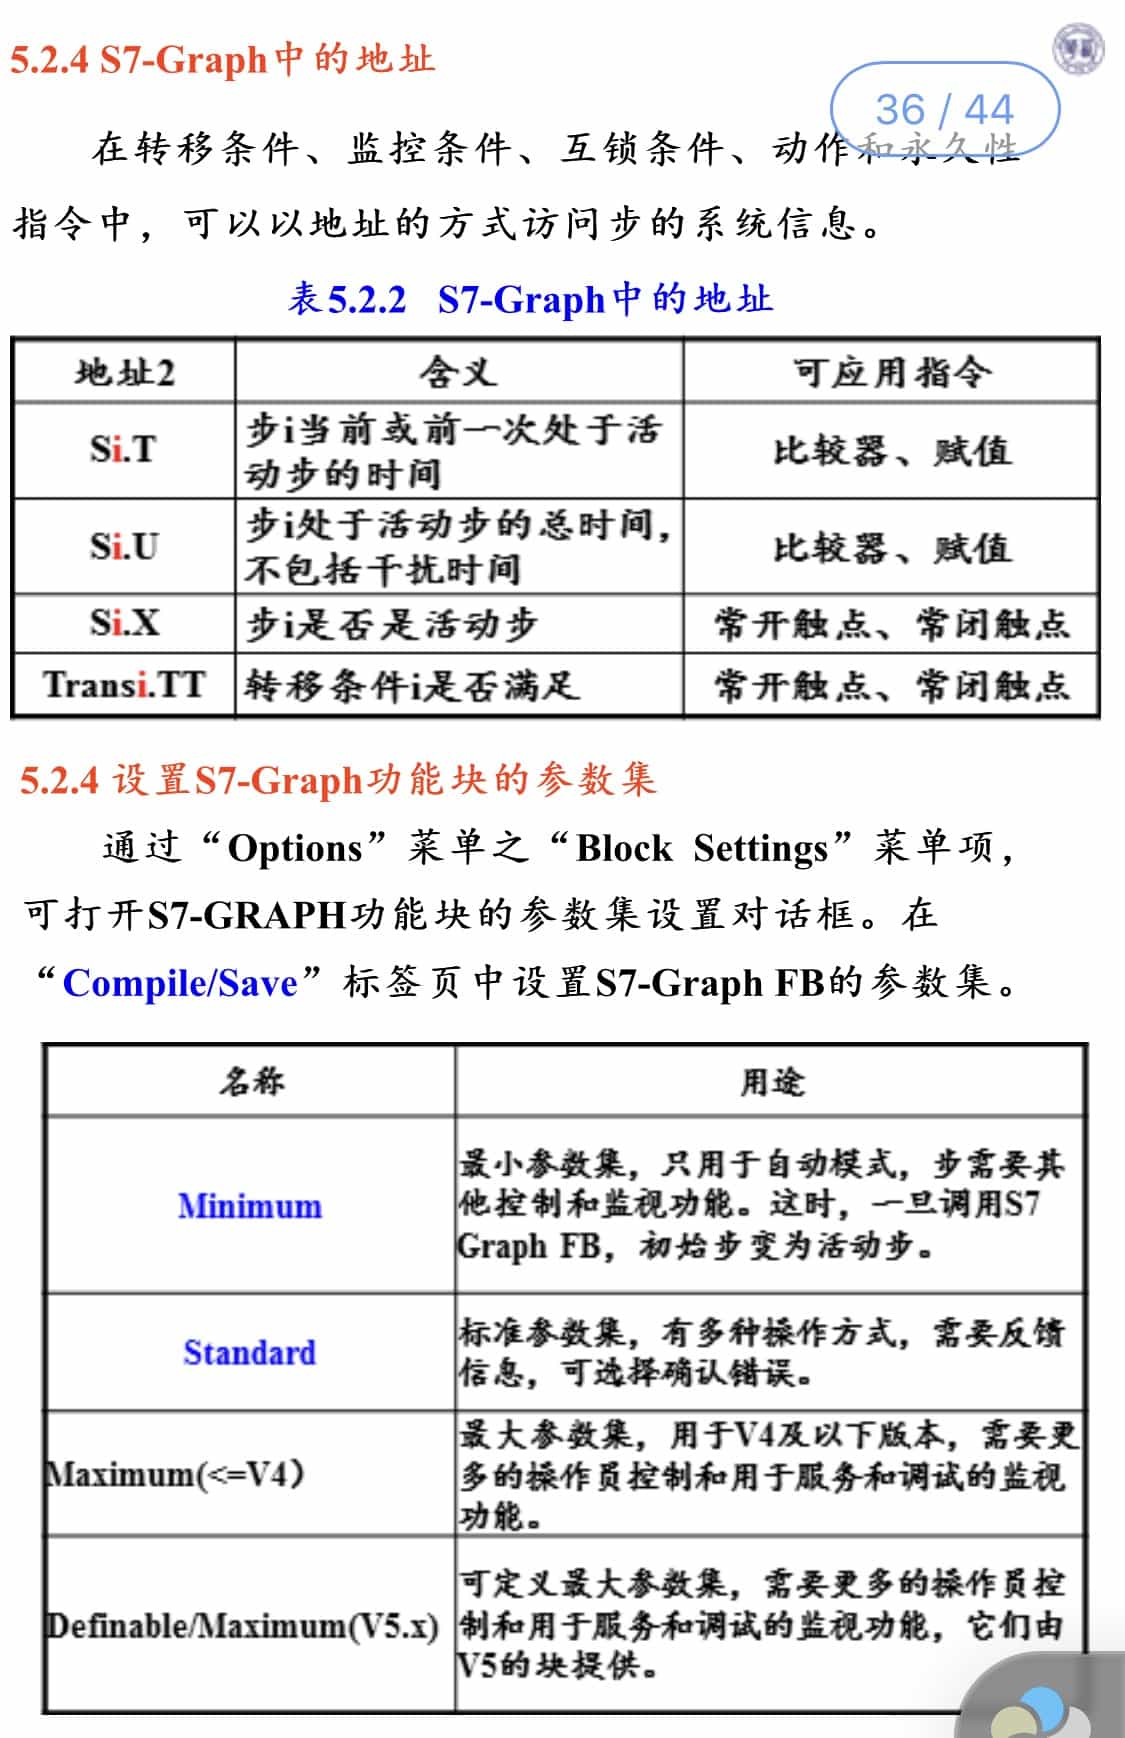 5.2.4 S7-Graph中的地址
36 / 44
在转移条件、监控条件、互锁条件、动作和永久性
指令中，可以以地址的方式访问步的系统信息。
表5.2.2 S7-Graph中的地址
地址2 含义 可应用指令
Si.T 步i当前或前一次处于活
动步的时间 比较器、赋值
Si.U 步i处于活动步的总时间，
不包括干扰时间 比较器、赋值
Si.X 步i是否是活动步 常开触点、常闭触点
Transi.TT 转移条件i是否满足 常开触点、常闭触点
5.2.4 设置S7-Graph功能块的参数集
通过“Options”菜单之“Block Settings”菜单项，
可打开S7-GRAPH功能块的参数集设置对话框。在
“Compile/Save”标签页中设置S7-Graph FB的参数集。
名称 用途
Minimum
最小参数集，只用于自动模式，步需要其
他控制和监视功能。这时，一旦调用S7
Graph FB，初始步变为活动步。
Standard
标准参数集，有多种操作方式，需要反馈
信息，可选择确认错误。
Maximum(<=V4）
最大参数集，用于V4及以下版本，需要更
多的操作员控制和用于服务和调试的监视
功能。
Definable/Maximum(V5.x)
可定义最大参数集，需要更多的操作员控
制和用于服务和调试的监视功能，它们由
V5的块提供。